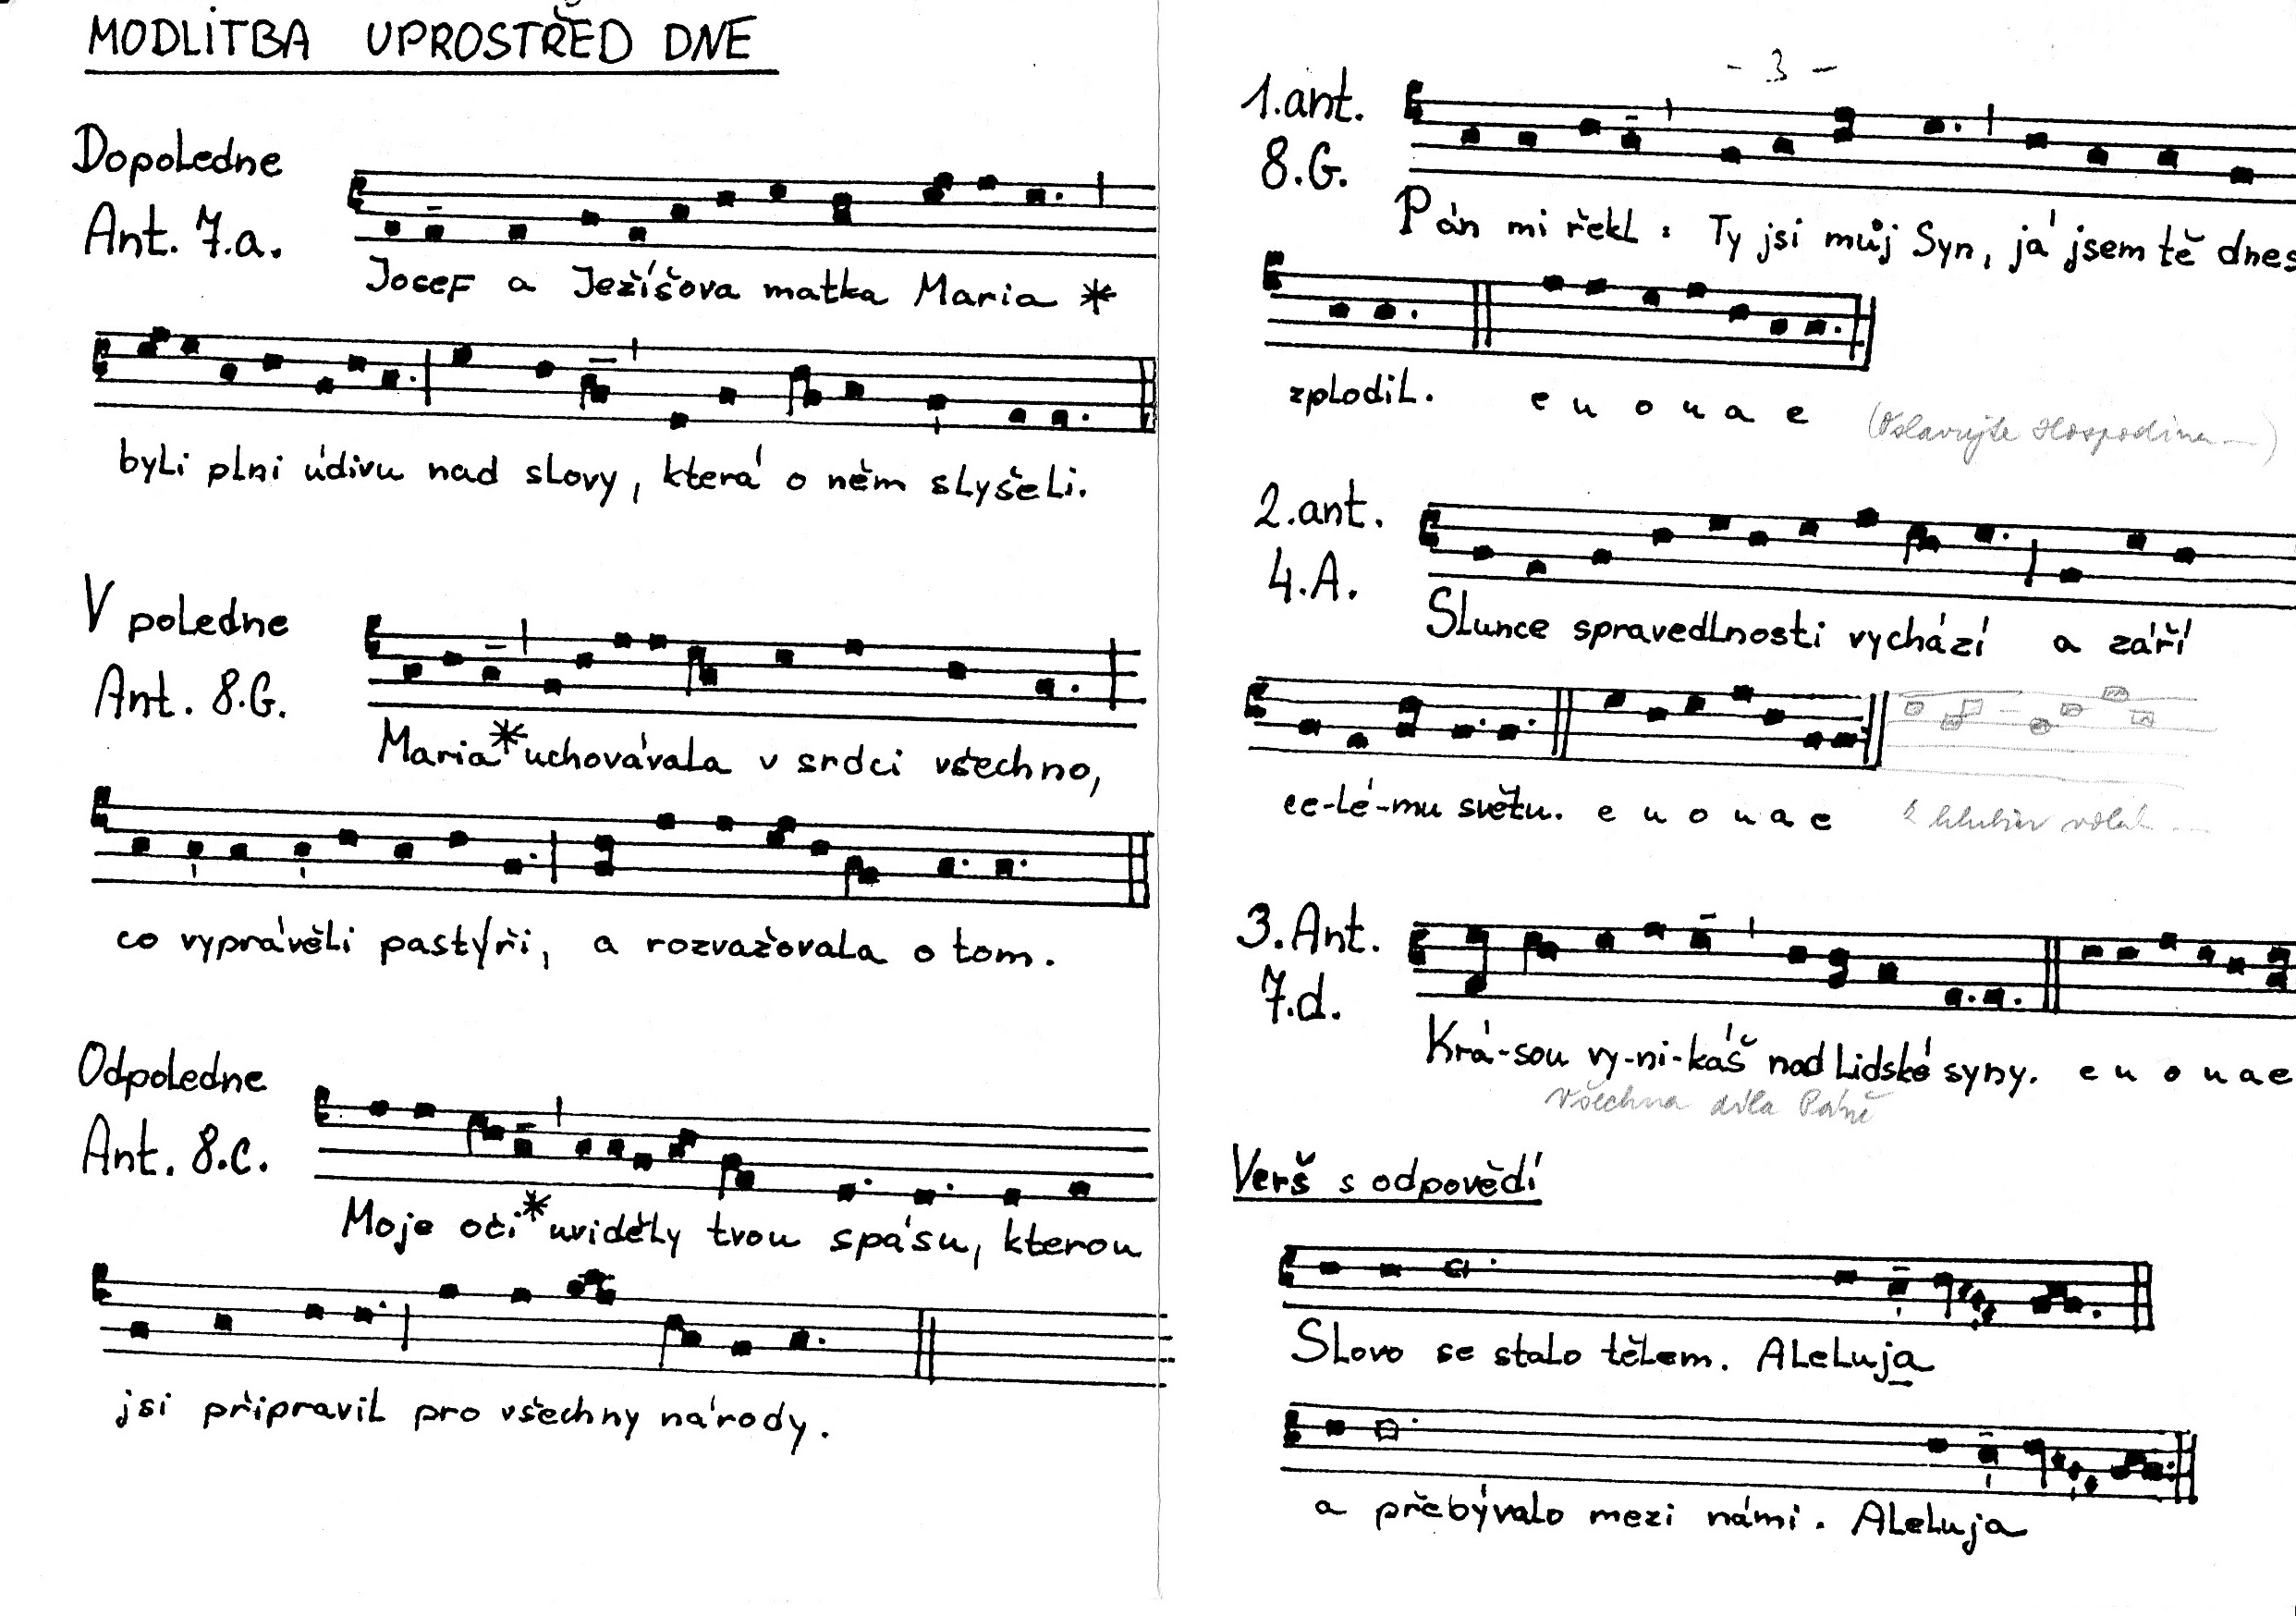 MODLITBA UPROSTŘED DNE
Dopoledne
Ant. 7.a.
Josef a Ježíšova matka Maria *
byli plni údivu nad slovy, která o něm slyšeli.
V poledne
Ant. 8.G.
Maria * uchovávala v srdci všechno,
co vyprávěli pastýři, a rozvažovala o tom.
Odpoledne
Ant. 8.c.
Moje oči * uviděly tvou spásu, kterou
jsi připravil pro všechny národy.
- 3 -
1.ant.
8.G.
Pán mi řekl: Ty jsi můj Syn, já jsem tě dnes
zplodil. e u o u a e (Oslavujte Hospodina...)
2.ant.
4.A.
Slunce spravedlnosti vychází a září
ce-lé-mu světu. e u o u a e
3.Ant.
7.d.
Krá-sou vy-ni-káš nad lidské syny. e u o u a e
Všechna díla Páně
Verš s odpovědí
Slovo se stalo tělem. Aleluja
a přebývalo mezi námi. Aleluja